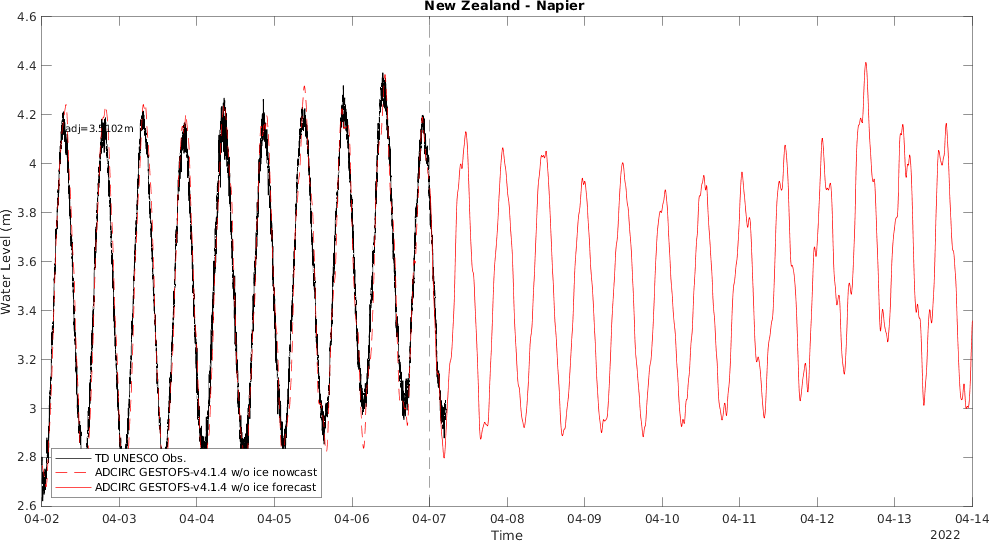 New Zealand - Napier
4.6
4.4
4.2
4
3.8
3.6
3.4
3.2
3
2.8
2.6
Water Level (m)
adj=3.5102m
TD UNESCO Obs.
ADCIRC GESTOFS-v4.1.4 w/o ice nowcast
ADCIRC GESTOFS-v4.1.4 w/o ice forecast
04-02 04-03 04-04 04-05 04-06 04-07 04-08 04-09 04-10 04-11 04-12 04-13 04-14
Time
2022